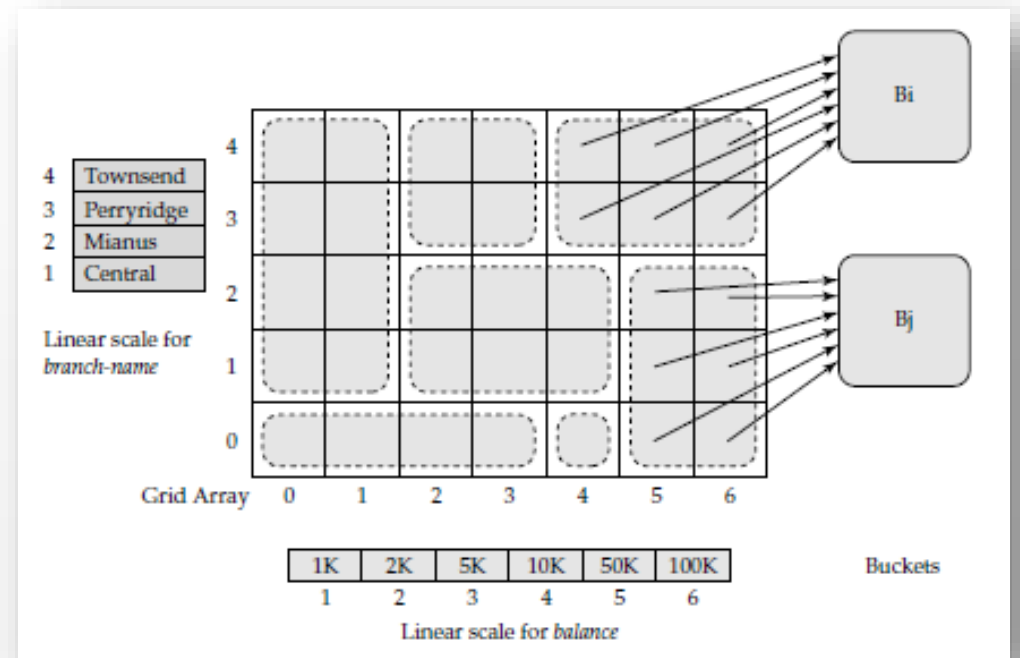 Bi
4
4 Townsend
3 Perryridge
3
2 Mianus
1 Central
2
Bj
Linear scale for
branch-name
1
0
Grid Array 0 1 2 3 4 5 6
1K 2K 5K 10K 50K 100K Buckets
1 2 3 4 5 6
Linear scale for balance